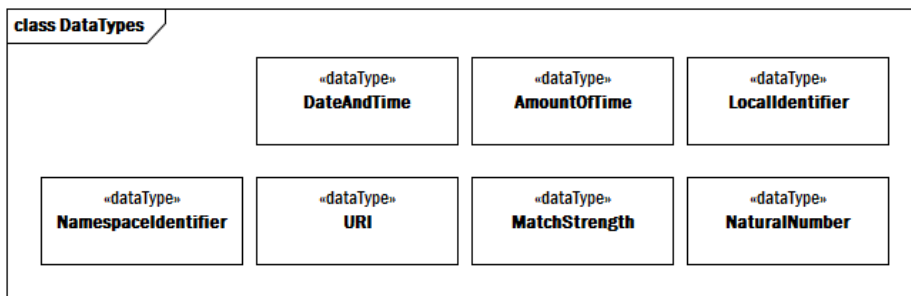 class DataTypes
«dataType»
DateAndTime
«dataType»
AmountOfTime
«dataType»
LocalIdentifier
«dataType»
NamespaceIdentifier
«dataType»
URI
«dataType»
MatchStrength
«dataType»
NaturalNumber